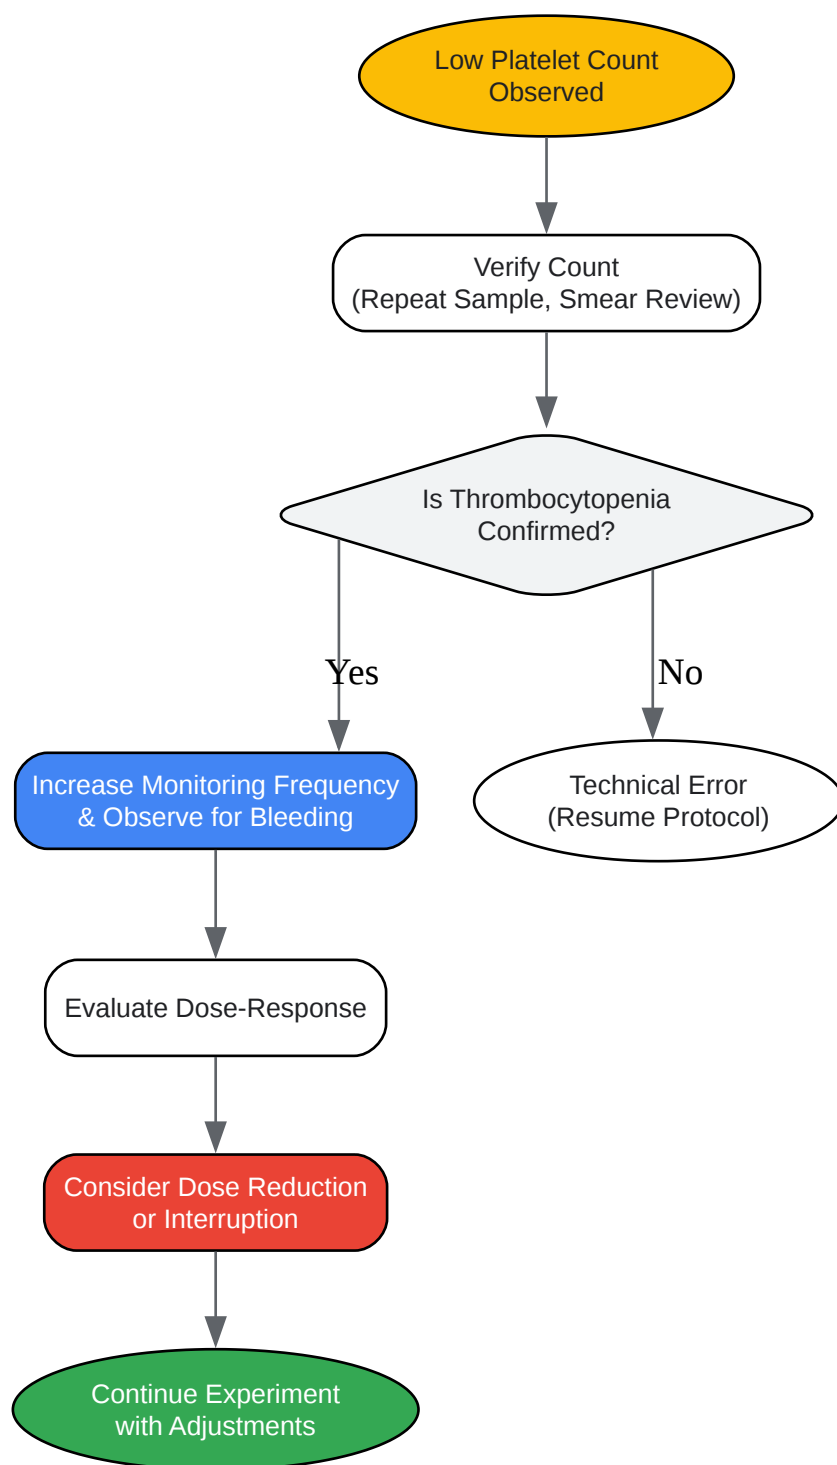 Low Platelet Count
Observed
Verify Count
(Repeat Sample, Smear Review)
Is Thrombocytopenia
Confirmed?
Yes
No
Increase Monitoring Frequency
& Observe for Bleeding
Technical Error
(Resume Protocol)
Evaluate Dose-Response
Consider Dose Reduction
or Interruption
Continue Experiment
with Adjustments